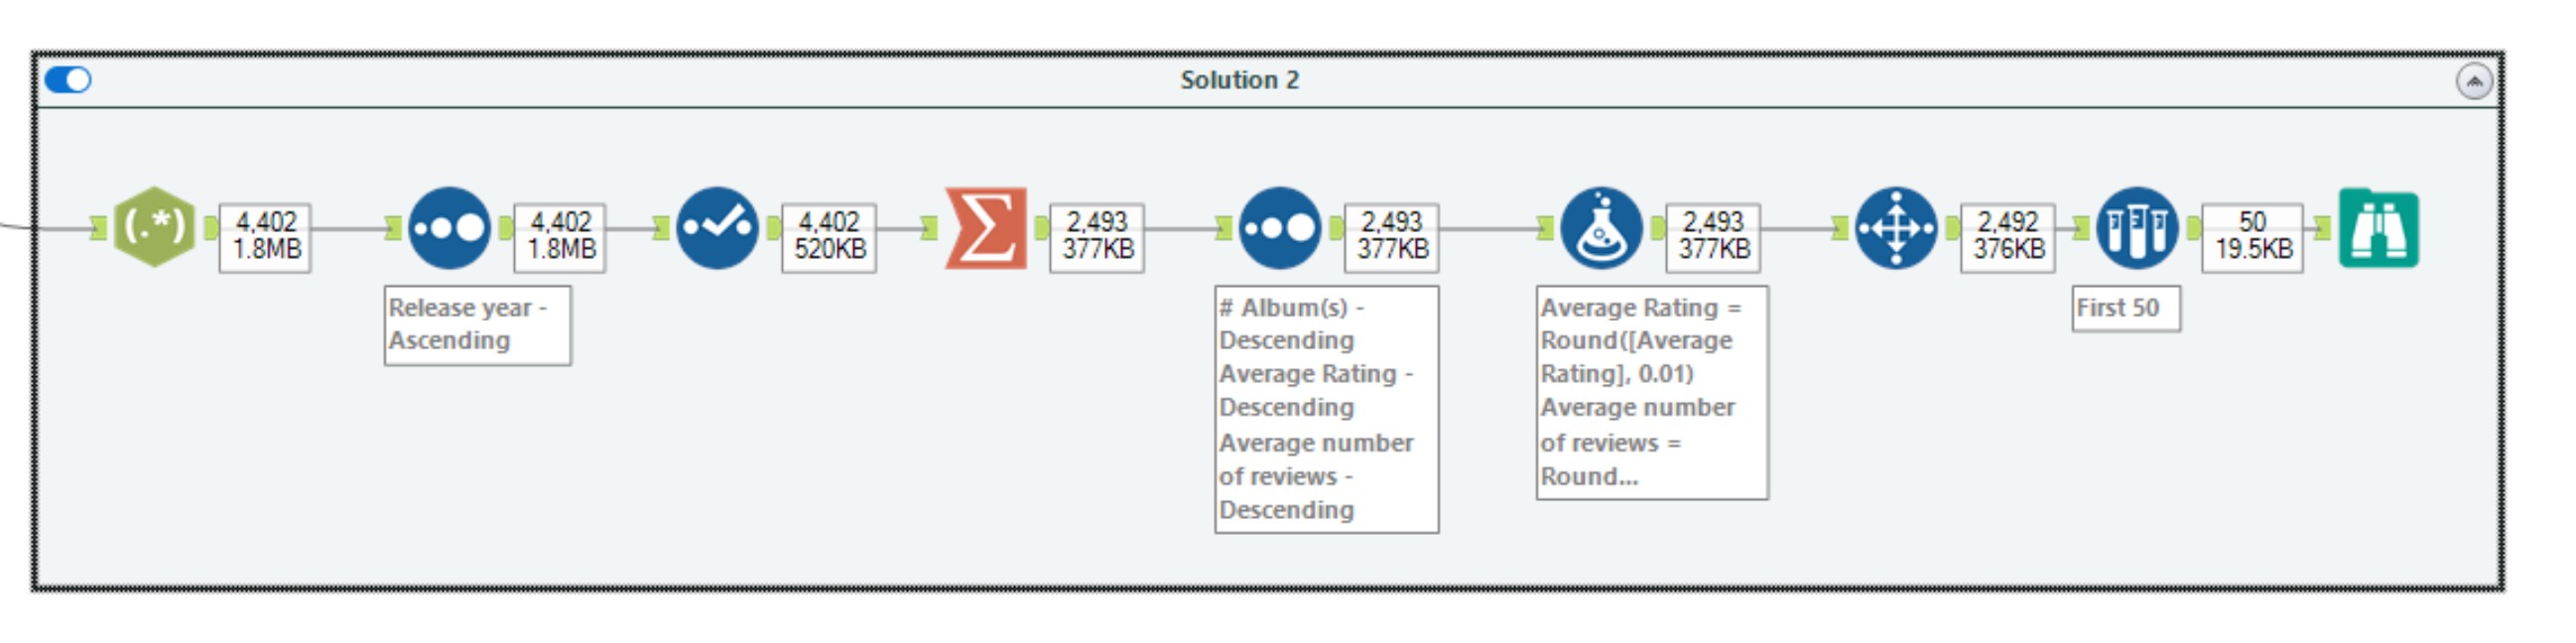 Solution 2
(.*)
4,402
1.8MB
4,402
1.8MB
4,402
520KB
Σ
2,493
377KB
2,493
377KB
2,493
377KB
2,492
376KB
50
19.5KB
Release year -
Ascending
# Album(s) -
Descending
Average Rating -
Descending
Average number
of reviews -
Descending
Average Rating =
Round([Average
Rating], 0.01)
Average number
of reviews =
Round...
First 50